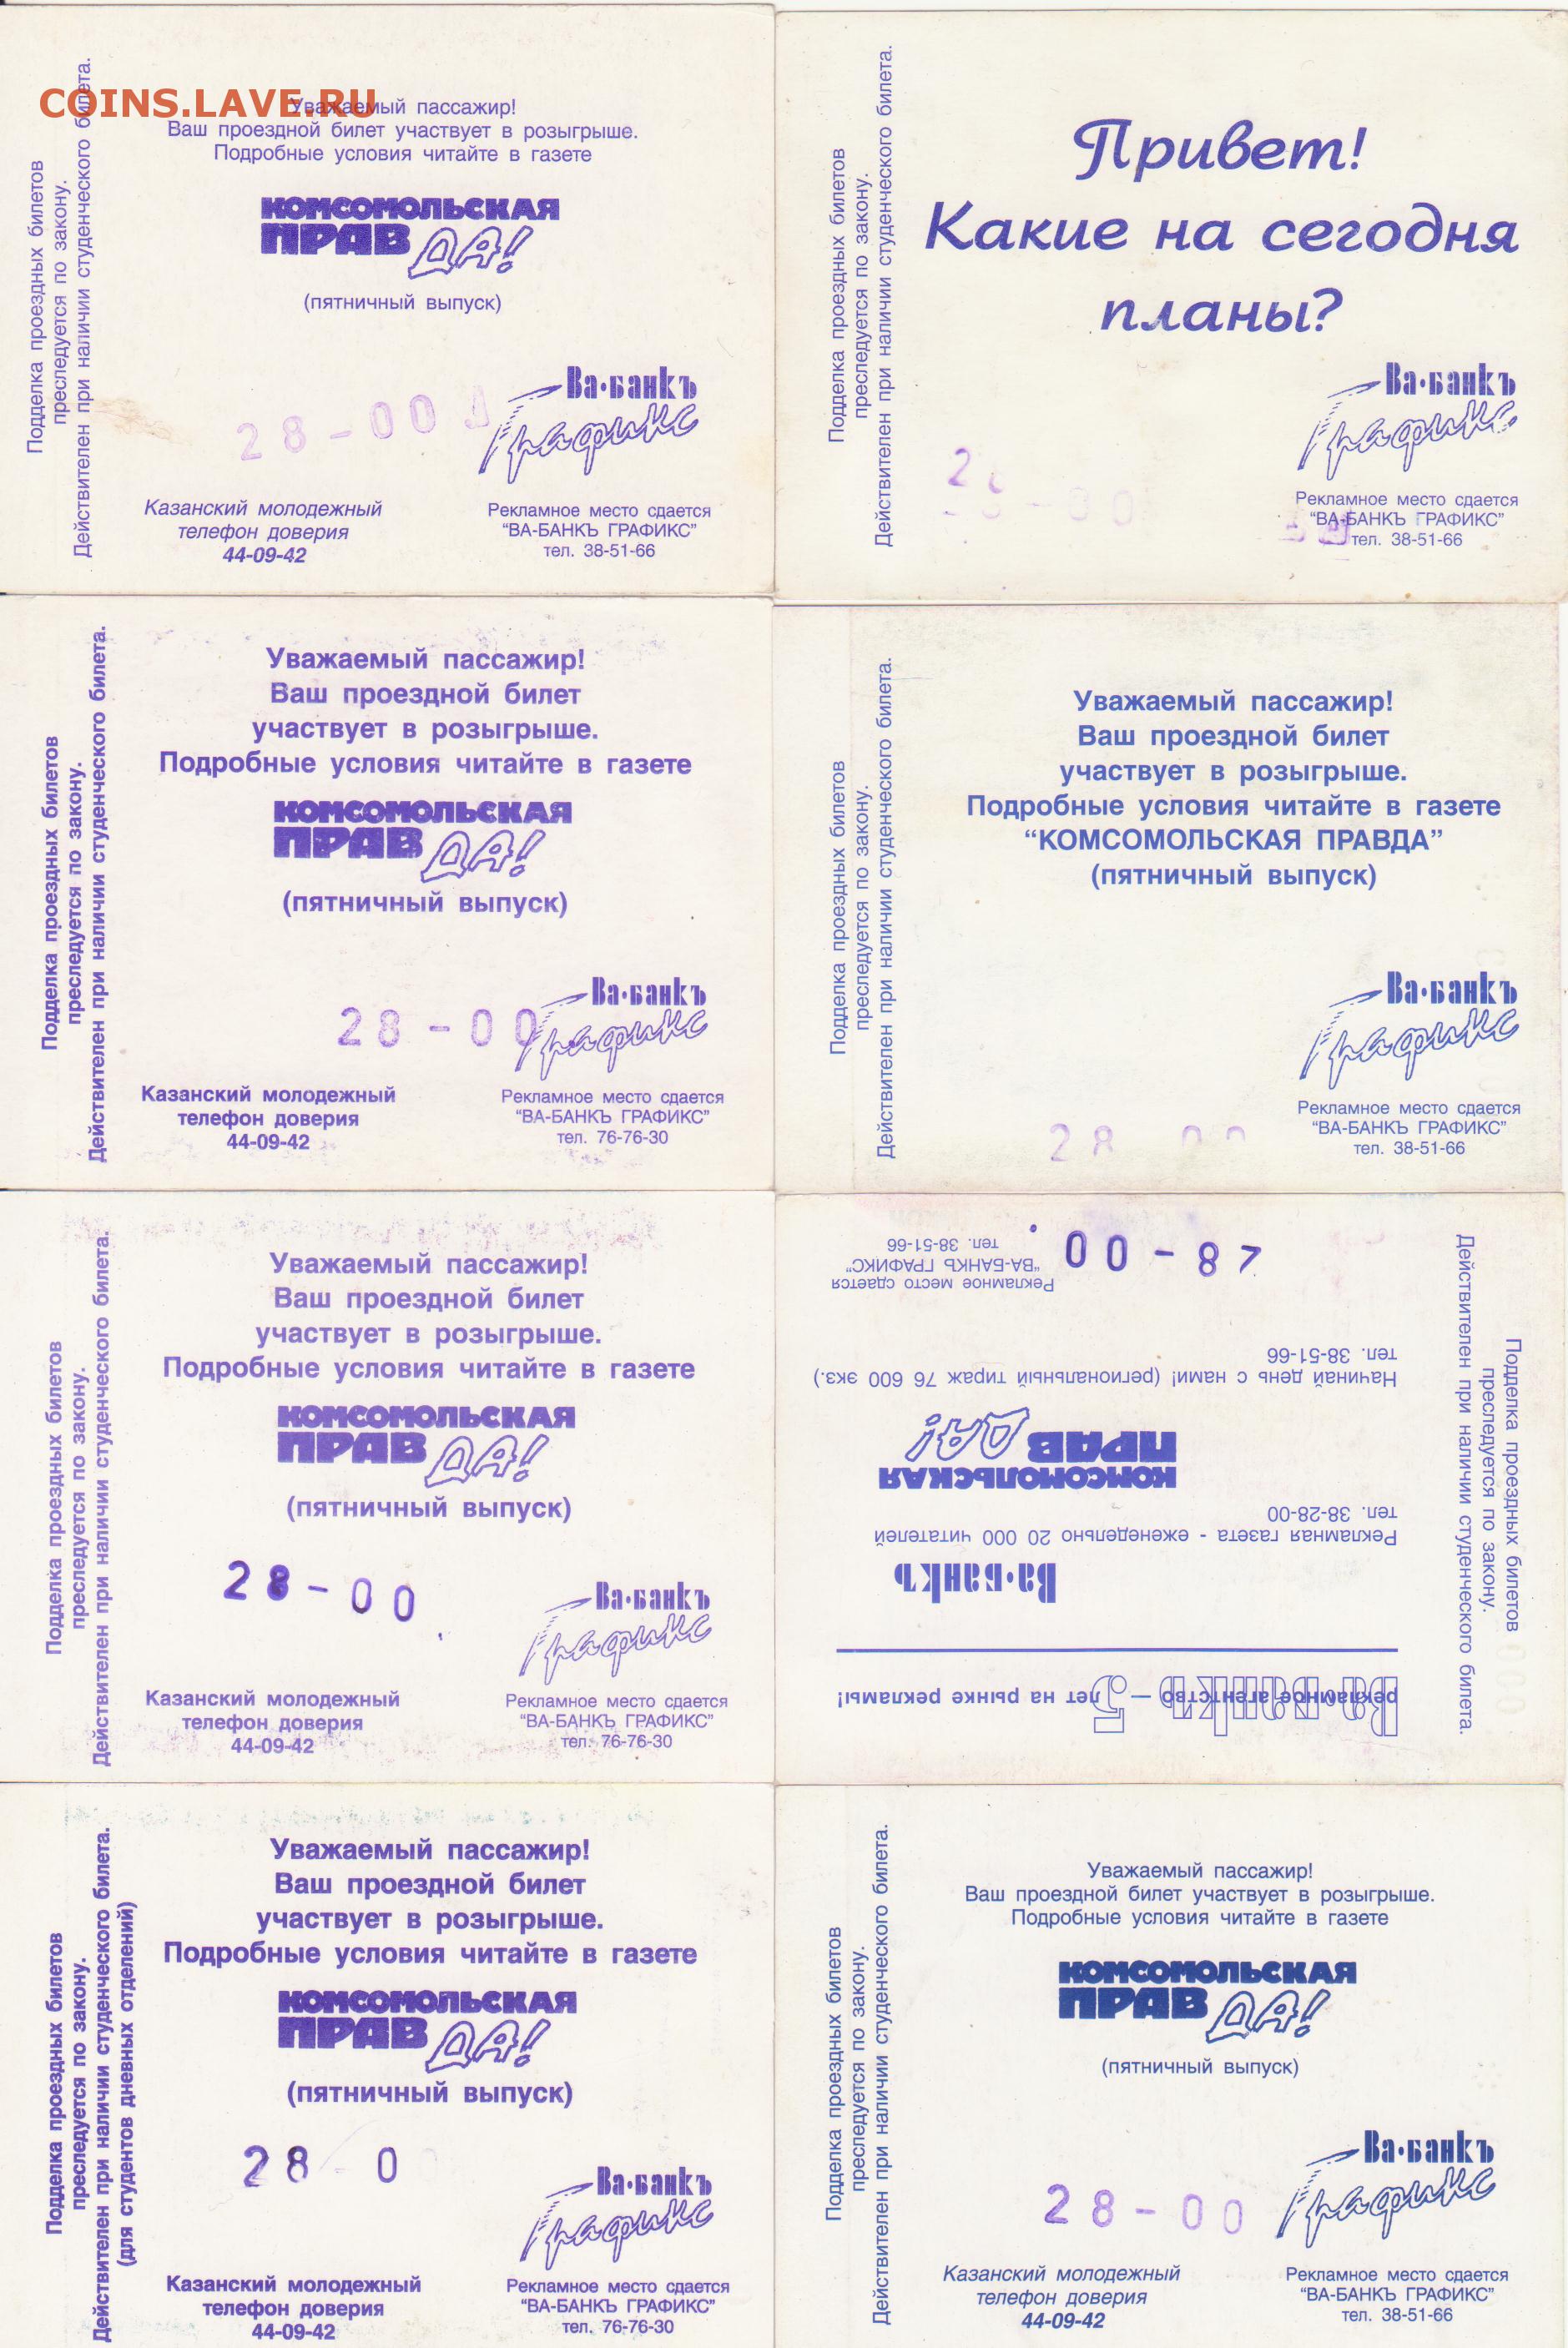 COINS.LAVE.RU
Подделка проездных билетов
преследуется по закону.
Действителен при наличии студенческого билета.
Уважаемый пассажир!
Ваш проездной билет участвует в розыгрыше.
Подробные условия читайте в газете
КОМСОМОЛЬСКАЯ
ПРАВДА!
(пятничный выпуск)
28-00
Ва·банкъ
Графикс
Казанский молодежный
телефон доверия
44-09-42
Рекламное место сдается
“ВА-БАНКЪ ГРАФИКС”
тел. 38-51-66
Подделка проездных билетов
преследуется по закону.
Действителен при наличии студенческого билета.
Привет!
Какие на сегодня
планы?
Ва·банкъ
Графикс
Рекламное место сдается
“ВА-БАНКЪ ГРАФИКС”
тел. 38-51-66
Подделка проездных билетов
преследуется по закону.
Действителен при наличии студенческого билета.
Уважаемый пассажир!
Ваш проездной билет
участвует в розыгрыше.
Подробные условия читайте в газете
КОМСОМОЛЬСКАЯ
ПРАВДА!
(пятничный выпуск)
28-00
Ва·банкъ
Графикс
Казанский молодежный
телефон доверия
44-09-42
Рекламное место сдается
“ВА-БАНКЪ ГРАФИКС”
тел. 76-76-30
Подделка проездных билетов
преследуется по закону.
Действителен при наличии студенческого билета.
Уважаемый пассажир!
Ваш проездной билет
участвует в розыгрыше.
Подробные условия читайте в газете
“КОМСОМОЛЬСКАЯ ПРАВДА”
(пятничный выпуск)
Ва·банкъ
Графикс
Рекламное место сдается
“ВА-БАНКЪ ГРАФИКС”
тел. 38-51-66
28 00
Подделка проездных билетов
преследуется по закону.
Действителен при наличии студенческого билета.
Уважаемый пассажир!
Ваш проездной билет
участвует в розыгрыше.
Подробные условия читайте в газете
КОМСОМОЛЬСКАЯ
ПРАВДА!
(пятничный выпуск)
28-00
Ва·банкъ
Графикс
Казанский молодежный
телефон доверия
44-09-42
Рекламное место сдается
“ВА-БАНКЪ ГРАФИКС”
тел. 76-76-30
Подделка проездных билетов
преследуется по закону.
Действителен при наличии студенческого билета.
Ва·банкъ 5
рекламное агентство — лет на рынке рекламы!
Ва·банкъ
Рекламная газета - еженедельно 20 000 читателей
тел. 38-28-00
КОМСОМОЛЬСКАЯ
ПРАВДА!
Начинай день с нами! (региональный тираж 76 600 экз.)
тел. 38-51-66
Рекламное место сдается
“ВА-БАНКЪ ГРАФИКС”
тел. 38-51-66
28-00
Подделка проездных билетов
преследуется по закону.
Действителен при наличии студенческого билета.
(для студентов дневных отделений)
Уважаемый пассажир!
Ваш проездной билет
участвует в розыгрыше.
Подробные условия читайте в газете
КОМСОМОЛЬСКАЯ
ПРАВДА!
(пятничный выпуск)
28 0
Ва·банкъ
Графикс
Казанский молодежный
телефон доверия
44-09-42
Рекламное место сдается
“ВА-БАНКЪ ГРАФИКС”
тел. 76-76-30
Подделка проездных билетов
преследуется по закону.
Действителен при наличии студенческого билета.
Уважаемый пассажир!
Ваш проездной билет участвует в розыгрыше.
Подробные условия читайте в газете
КОМСОМОЛЬСКАЯ
ПРАВДА!
(пятничный выпуск)
28-00
Ва·банкъ
Графикс
Казанский молодежный
телефон доверия
44-09-42
Рекламное место сдается
“ВА-БАНКЪ ГРАФИКС”
тел. 38-51-66